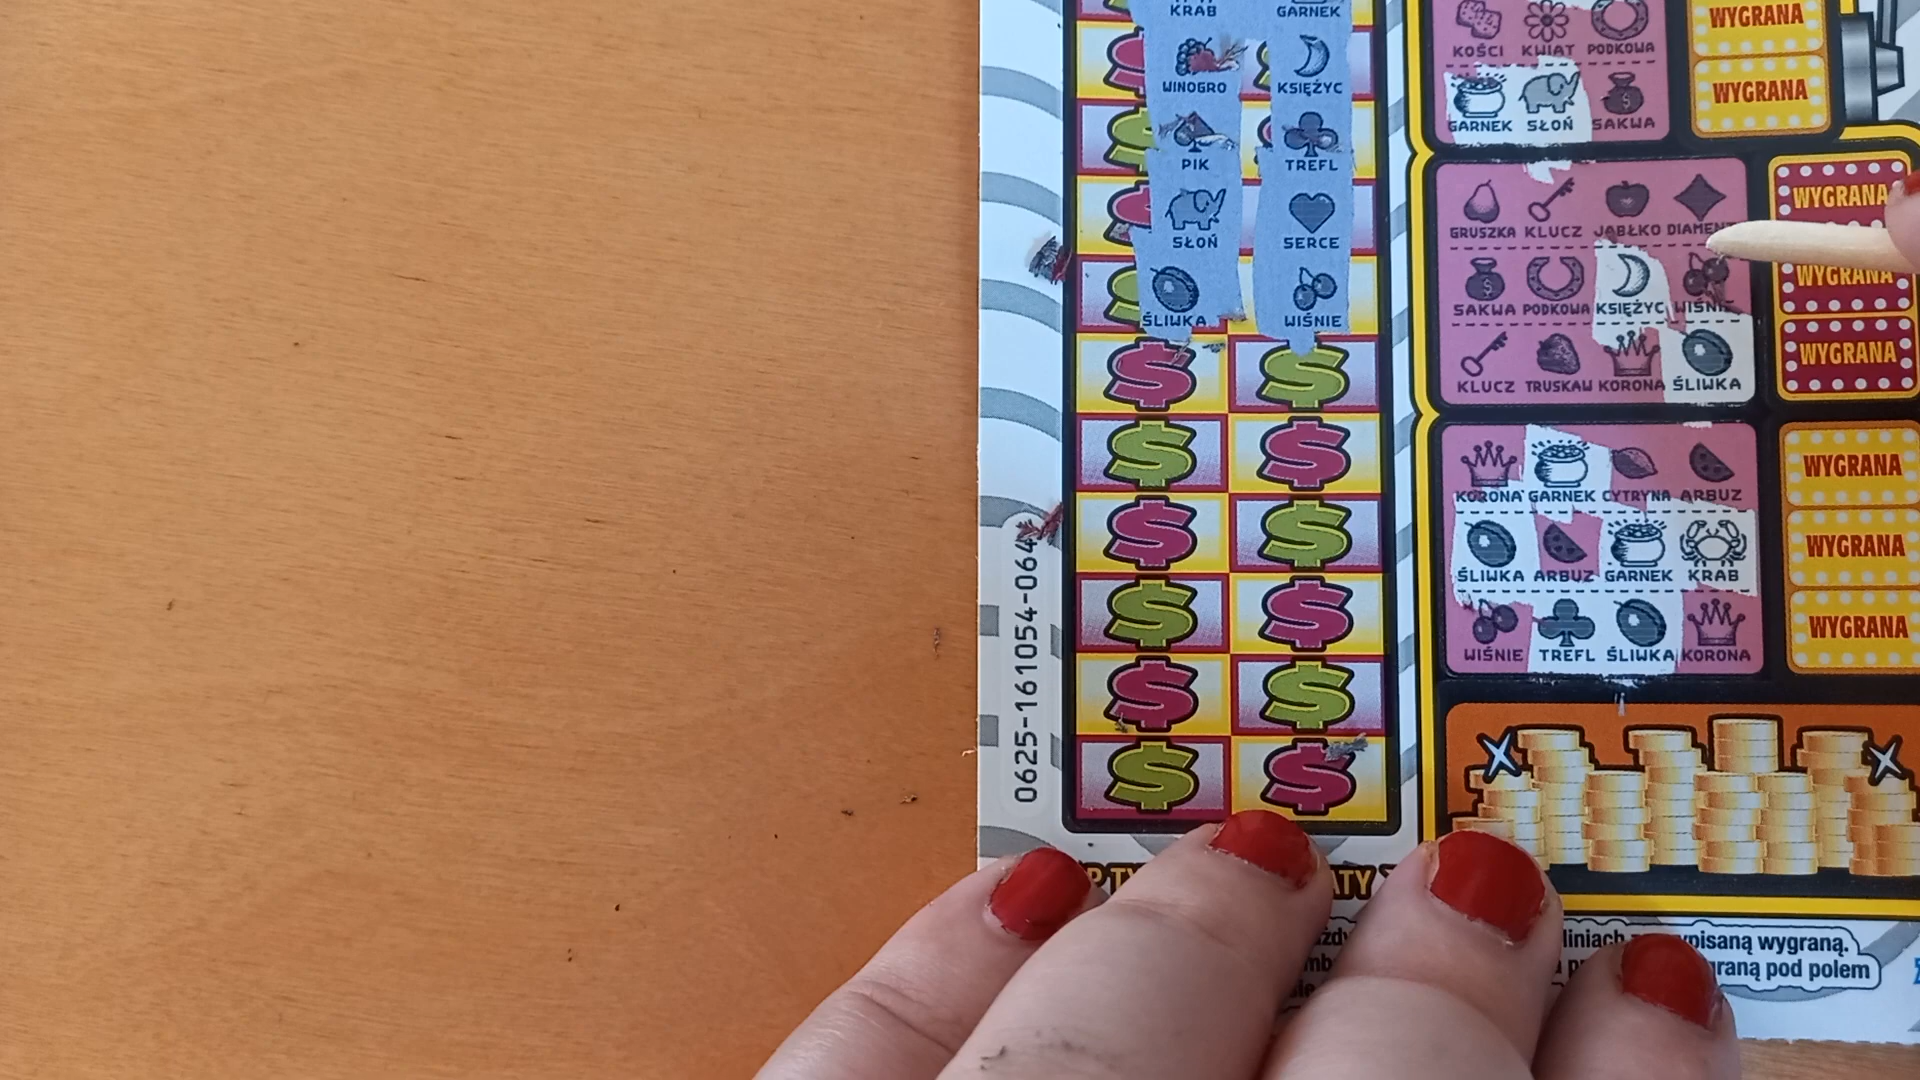 KRAB GARNEK
WINOGRO KSIĘŻYC
PIK TREFL
SŁOŃ SERCE
ŚLIWKA WIŚNIE
0625-161054-064
KOŚCI KWIAT PODKOWA
GARNEK SŁOŃ SAKWA
WYGRANA
WYGRANA
GRUSZKA KLUCZ JABŁKO DIAMENT
SAKWA PODKOWA KSIĘŻYC WIŚNIE
KLUCZ TRUSKAW KORONA ŚLIWKA
WYGRANA
WYGRANA
WYGRANA
KORONA GARNEK CYTRYNA ARBUZ
ŚLIWKA ARBUZ GARNEK KRAB
WIŚNIE TREFL ŚLIWKA KORONA
WYGRANA
WYGRANA
WYGRANA
liniach wygraną.
pod polem